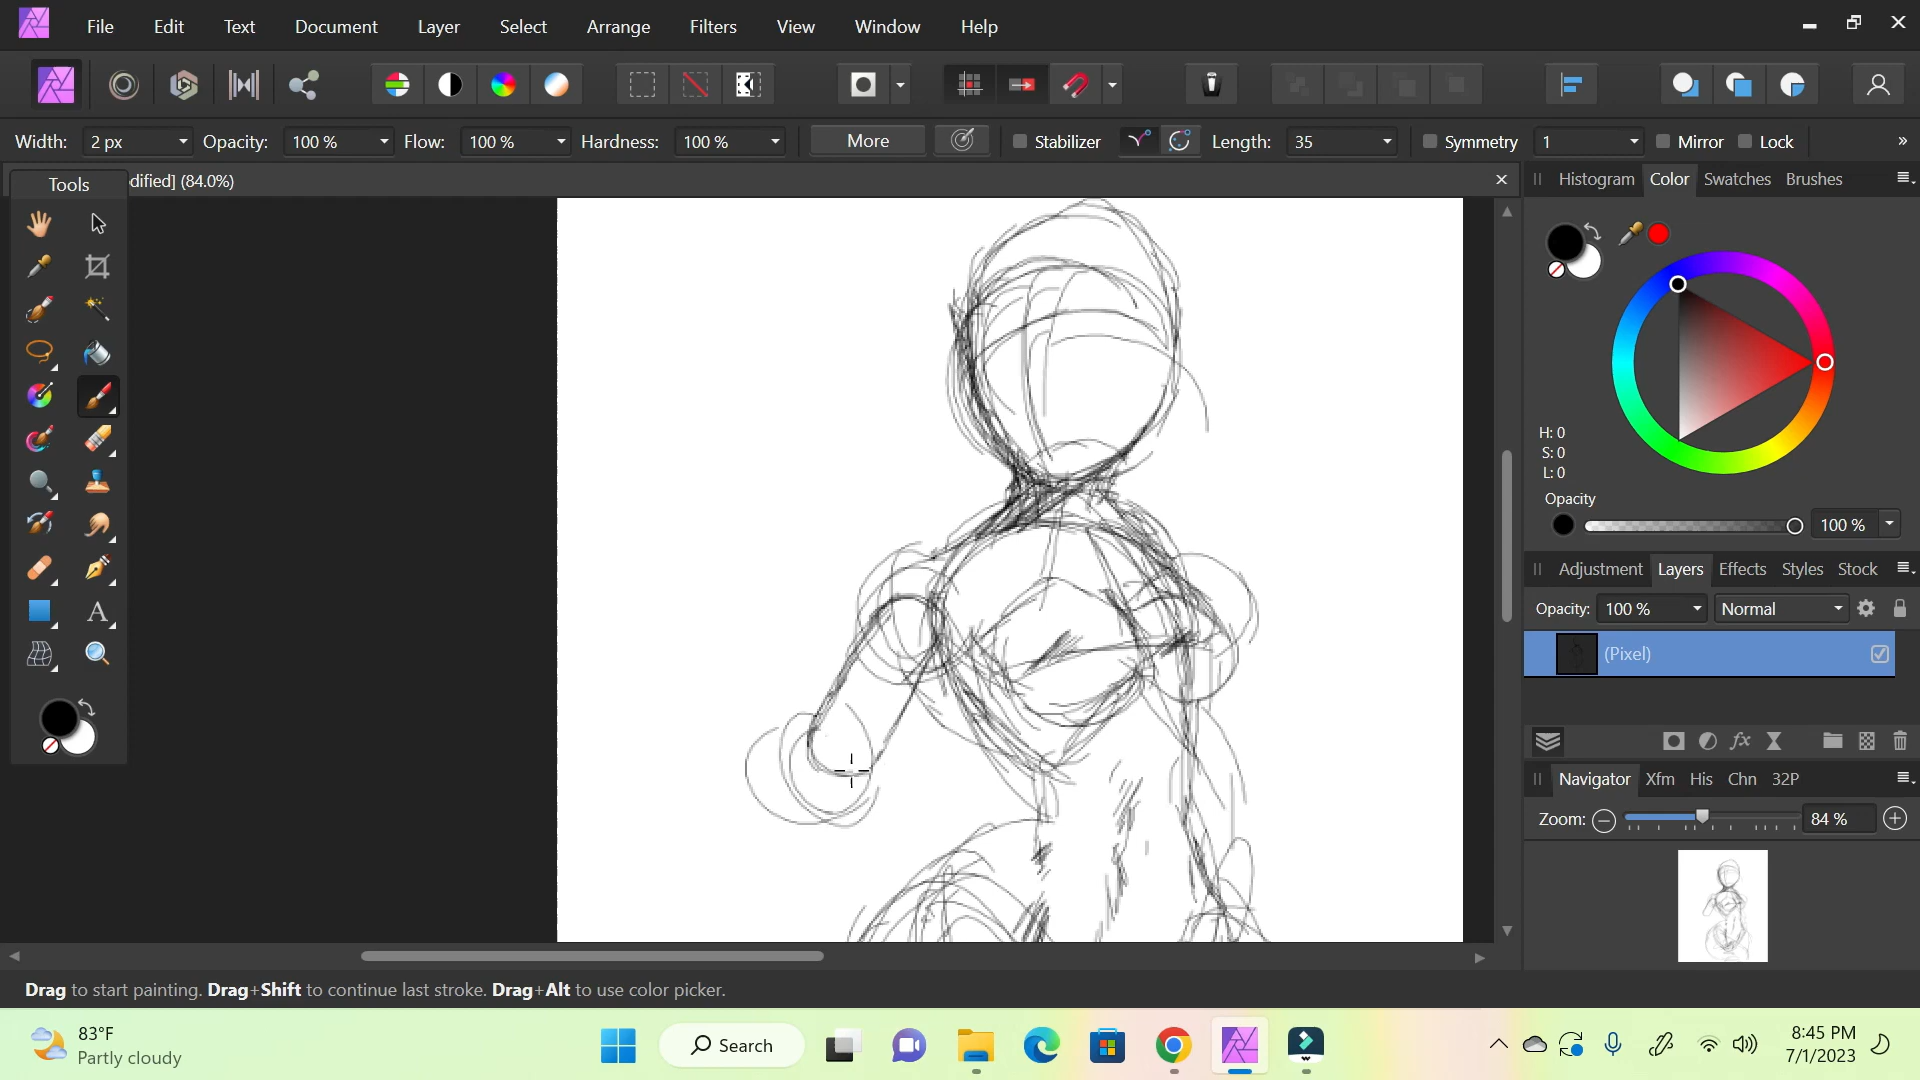 File Edit Text Document Layer Select Arrange Filters View Window Help
Width: 2 px Opacity: 100 % Flow: 100 % Hardness: 100 % More Stabilizer Length: 35 Symmetry 1 Mirror Lock »
Tools
dified] (84.0%)
Histogram Color Swatches Brushes
H: 0
S: 0
L: 0
Opacity
100 %
Adjustment Layers Effects Styles Stock
Opacity: 100 % Normal
(Pixel)
Navigator Xfm His Chn 32P
Zoom: 84 %
Drag to start painting. Drag+Shift to continue last stroke. Drag+Alt to use color picker.
83°F
Partly cloudy
Search
8:45 PM
7/1/2023